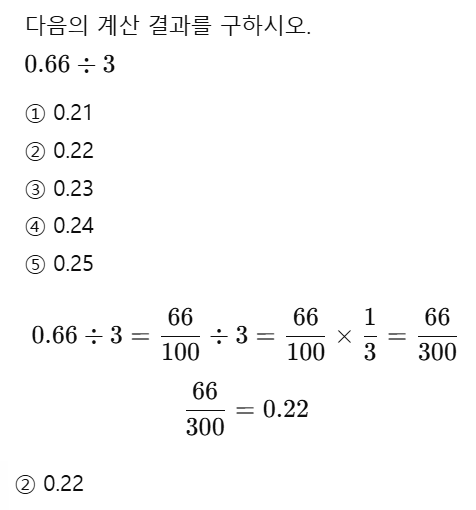 다음의 계산 결과를 구하시오.
0.66 ÷ 3
① 0.21
② 0.22
③ 0.23
④ 0.24
⑤ 0.25
0.66 ÷ 3 = 66/100 ÷ 3 = 66/100 × 1/3 = 66/300
66/300 = 0.22
② 0.22